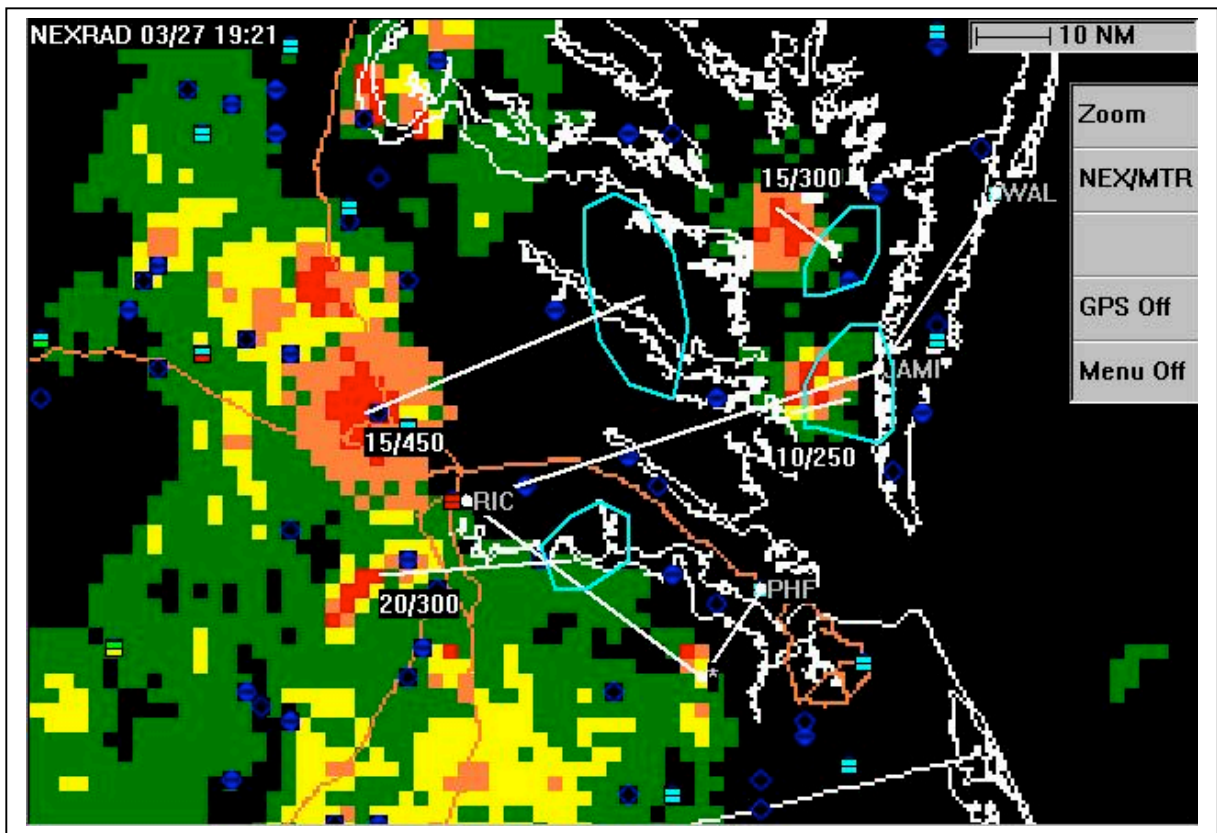 NEXRAD 03/27 19:21
10 NM
Zoom
NEX/MTR
15/300
WAL
GPS Off
AMI
Menu Off
15/450
10/250
RIC
PHF
20/300
*